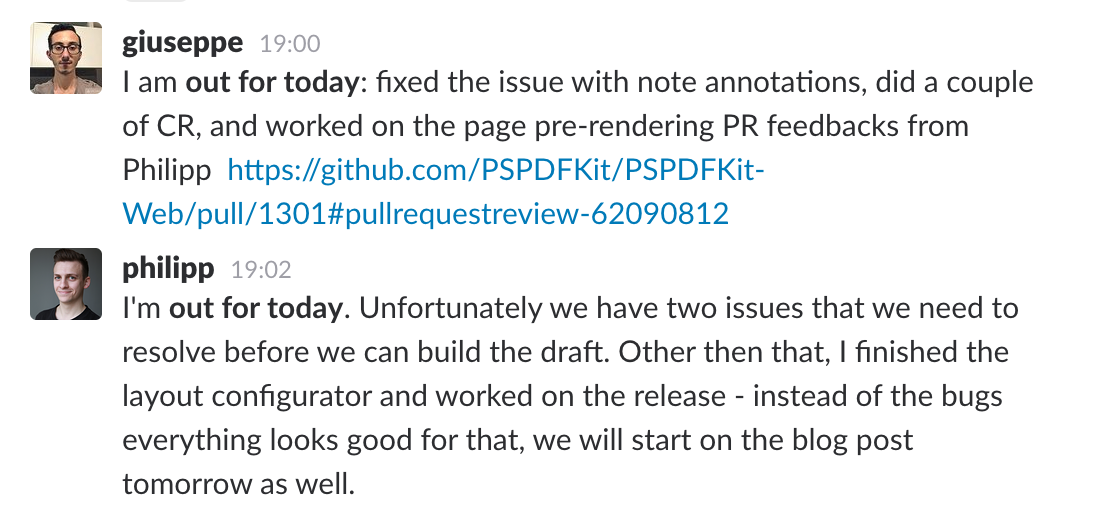 giuseppe 19:00
I am out for today: fixed the issue with note annotations, did a couple
of CR, and worked on the page pre-rendering PR feedbacks from
Philipp https://github.com/PSPDFKit/PSPDFKit-
Web/pull/1301#pullrequestreview-62090812
philipp 19:02
I'm out for today. Unfortunately we have two issues that we need to
resolve before we can build the draft. Other then that, I finished the
layout configurator and worked on the release - instead of the bugs
everything looks good for that, we will start on the blog post
tomorrow as well.